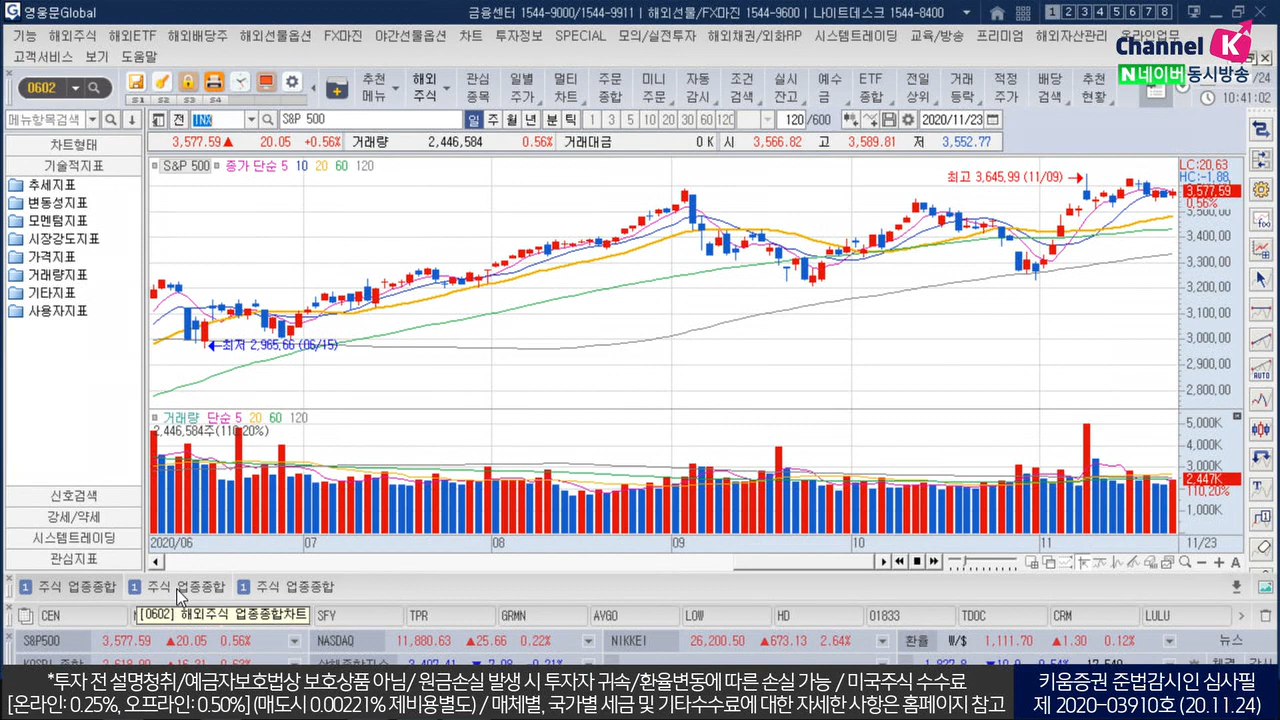 영웅문Global
금융센터 1544-9000/1544-9911 | 해외선물/FX마진 1544-9600 | 나이트데스크 1544-8400
1 2 3 4 5 6 7 8
기능 해외주식 해외ETF 해외배당주 해외선물옵션 FX마진 야간선물옵션 차트 투자정보 SPECIAL 모의/실전투자 해외채권/외화RP 시스템트레이딩 교육/방송 프리미엄 해외자산관리 온라인업무
고객서비스 보기 도움말
Channel K
N 네이버 동시방송
0602
S1 S2 S3 S4
추천메뉴 해외주식 관심종목 일별주가 멀티차트 주문종합 미니주문 자동감시 조건검색 실시잔고 예수금 ETF종합 전일상위 거래등락 적정주가 배당검색 추천현황
/24
10:41:02
메뉴항목검색
전 INX S&P 500 일 주 월 년 분 틱 1 3 5 10 20 30 60 120 120 /600 2020/11/23
차트형태
기술적지표
추세지표
변동성지표
모멘텀지표
시장강도지표
가격지표
거래량지표
기타지표
사용자지표
신호검색
강세/약세
시스템트레이딩
관심지표
3,577.59▲ 20.05 +0.56% 거래량 2,446,584 0.56% 거래대금 0 K 시 3,566.82 고 3,589.81 저 3,552.77
S&P 500 종가 단순 5 10 20 60 120
최고 3,645,99 (11/09)
최저 2,965,66 (06/15)
LC:20,63
HC:-1,88
3,577,59
0,56%
3,500,00
3,400,00
3,300,00
3,200,00
3,100,00
3,000,00
2,900,00
2,800,00
거래량 단순 5 20 60 120
2,446,584주(110,20%)
5,000K
4,000K
3,000K
2,447K
110,20%
1,000K
2020/06 07 08 09 10 11 11/23
AUTO
1 주식 업종종합 1 주식 업종종합 1 주식 업종종합
[0602] 해외주식 업종종합차트
CEN SFY TPR GRMN AVGO LOW HD 01833 TDOC CRM LULU
S&P500 3,577.59 ▲20.05 0.56% NASDAQ 11,880.63 ▲25.66 0.22% NIKKEI 26,200.50 ▲673.13 2.64% 환율 W/$ 1,111.70 ▲1.30 0.12% 뉴스
*투자 전 설명청취/예금자보호법상 보호상품 아님/ 원금손실 발생 시 투자자 귀속/환율변동에 따른 손실 가능 / 미국주식 수수료
[온라인: 0.25%, 오프라인: 0.50%] (매도시 0.00221% 제비용별도) / 매체별, 국가별 세금 및 기타수수료에 대한 자세한 사항은 홈페이지 참고
키움증권 준법감시인 심사필
제 2020-03910호 (20.11.24)